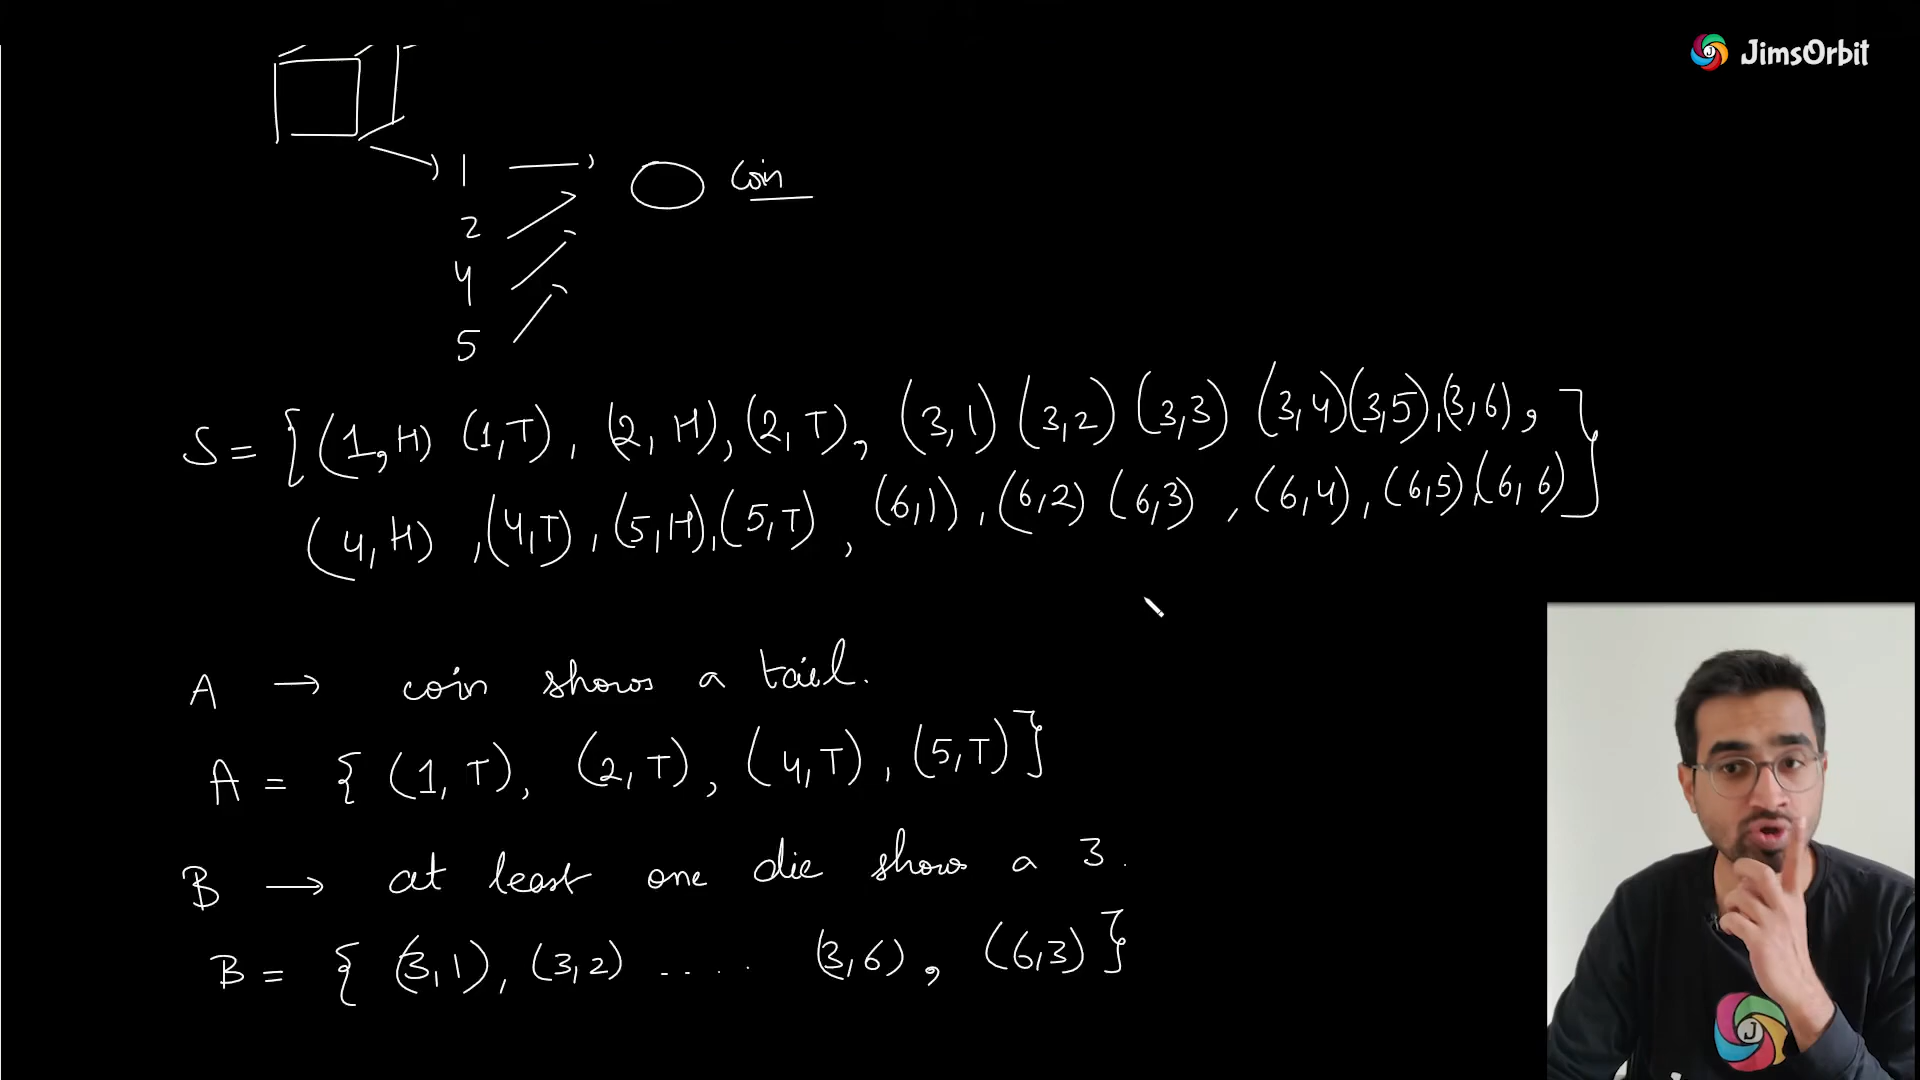 JimsOrbit
1
coin
2
4
5
S = {(1,H) (1,T), (2,H), (2,T), (3,1) (3,2) (3,3) (3,4)(3,5),(3,6),
(4,H), (4,T), (5,H),(5,T), (6,1), (6,2) (6,3), (6,4), (6,5),(6,6)}
A → coin shows a tail.
A = {(1,T), (2,T), (4,T), (5,T)}
B → at least one die shows a 3.
B = {(3,1), (3,2) ..... (3,6), (6,3)}
J